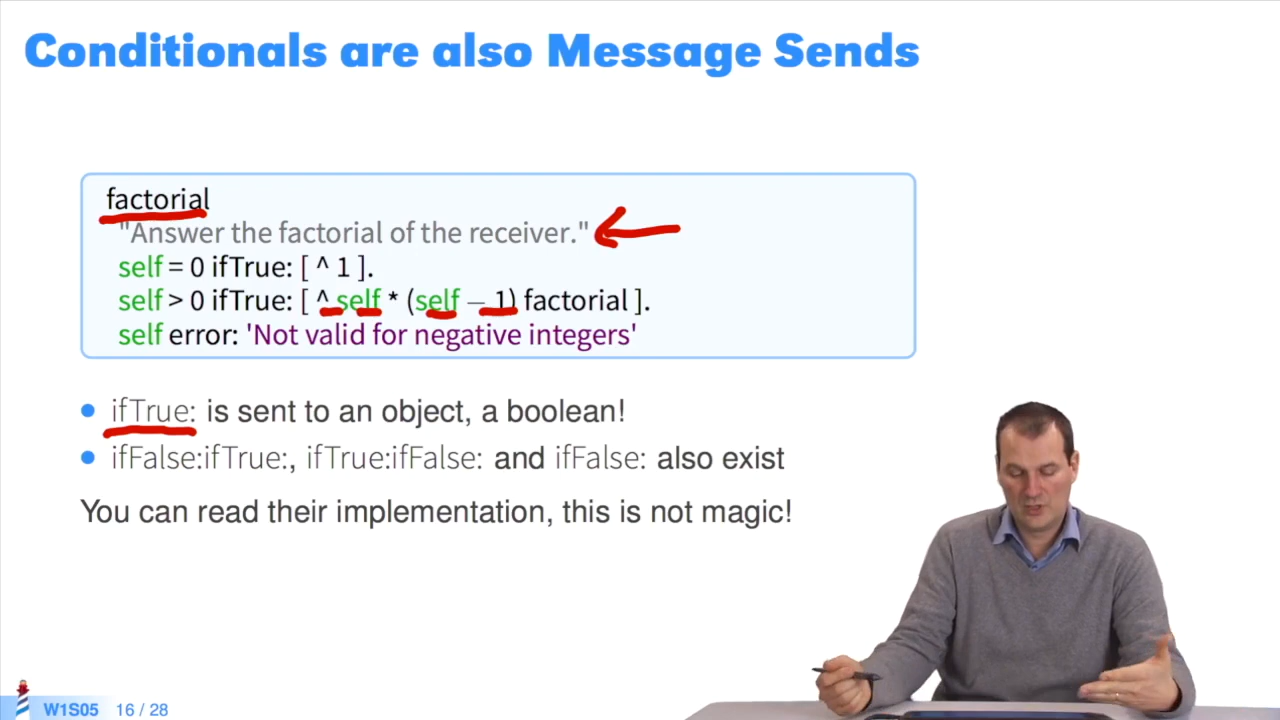 Conditionals are also Message Sends
factorial
"Answer the factorial of the receiver."
self = 0 ifTrue: [ ^ 1 ].
self > 0 ifTrue: [ ^ self * (self – 1) factorial ].
self error: 'Not valid for negative integers'
ifTrue: is sent to an object, a boolean!
ifFalse:ifTrue:, ifTrue:ifFalse: and ifFalse: also exist
You can read their implementation, this is not magic!
W1S05 16 / 28